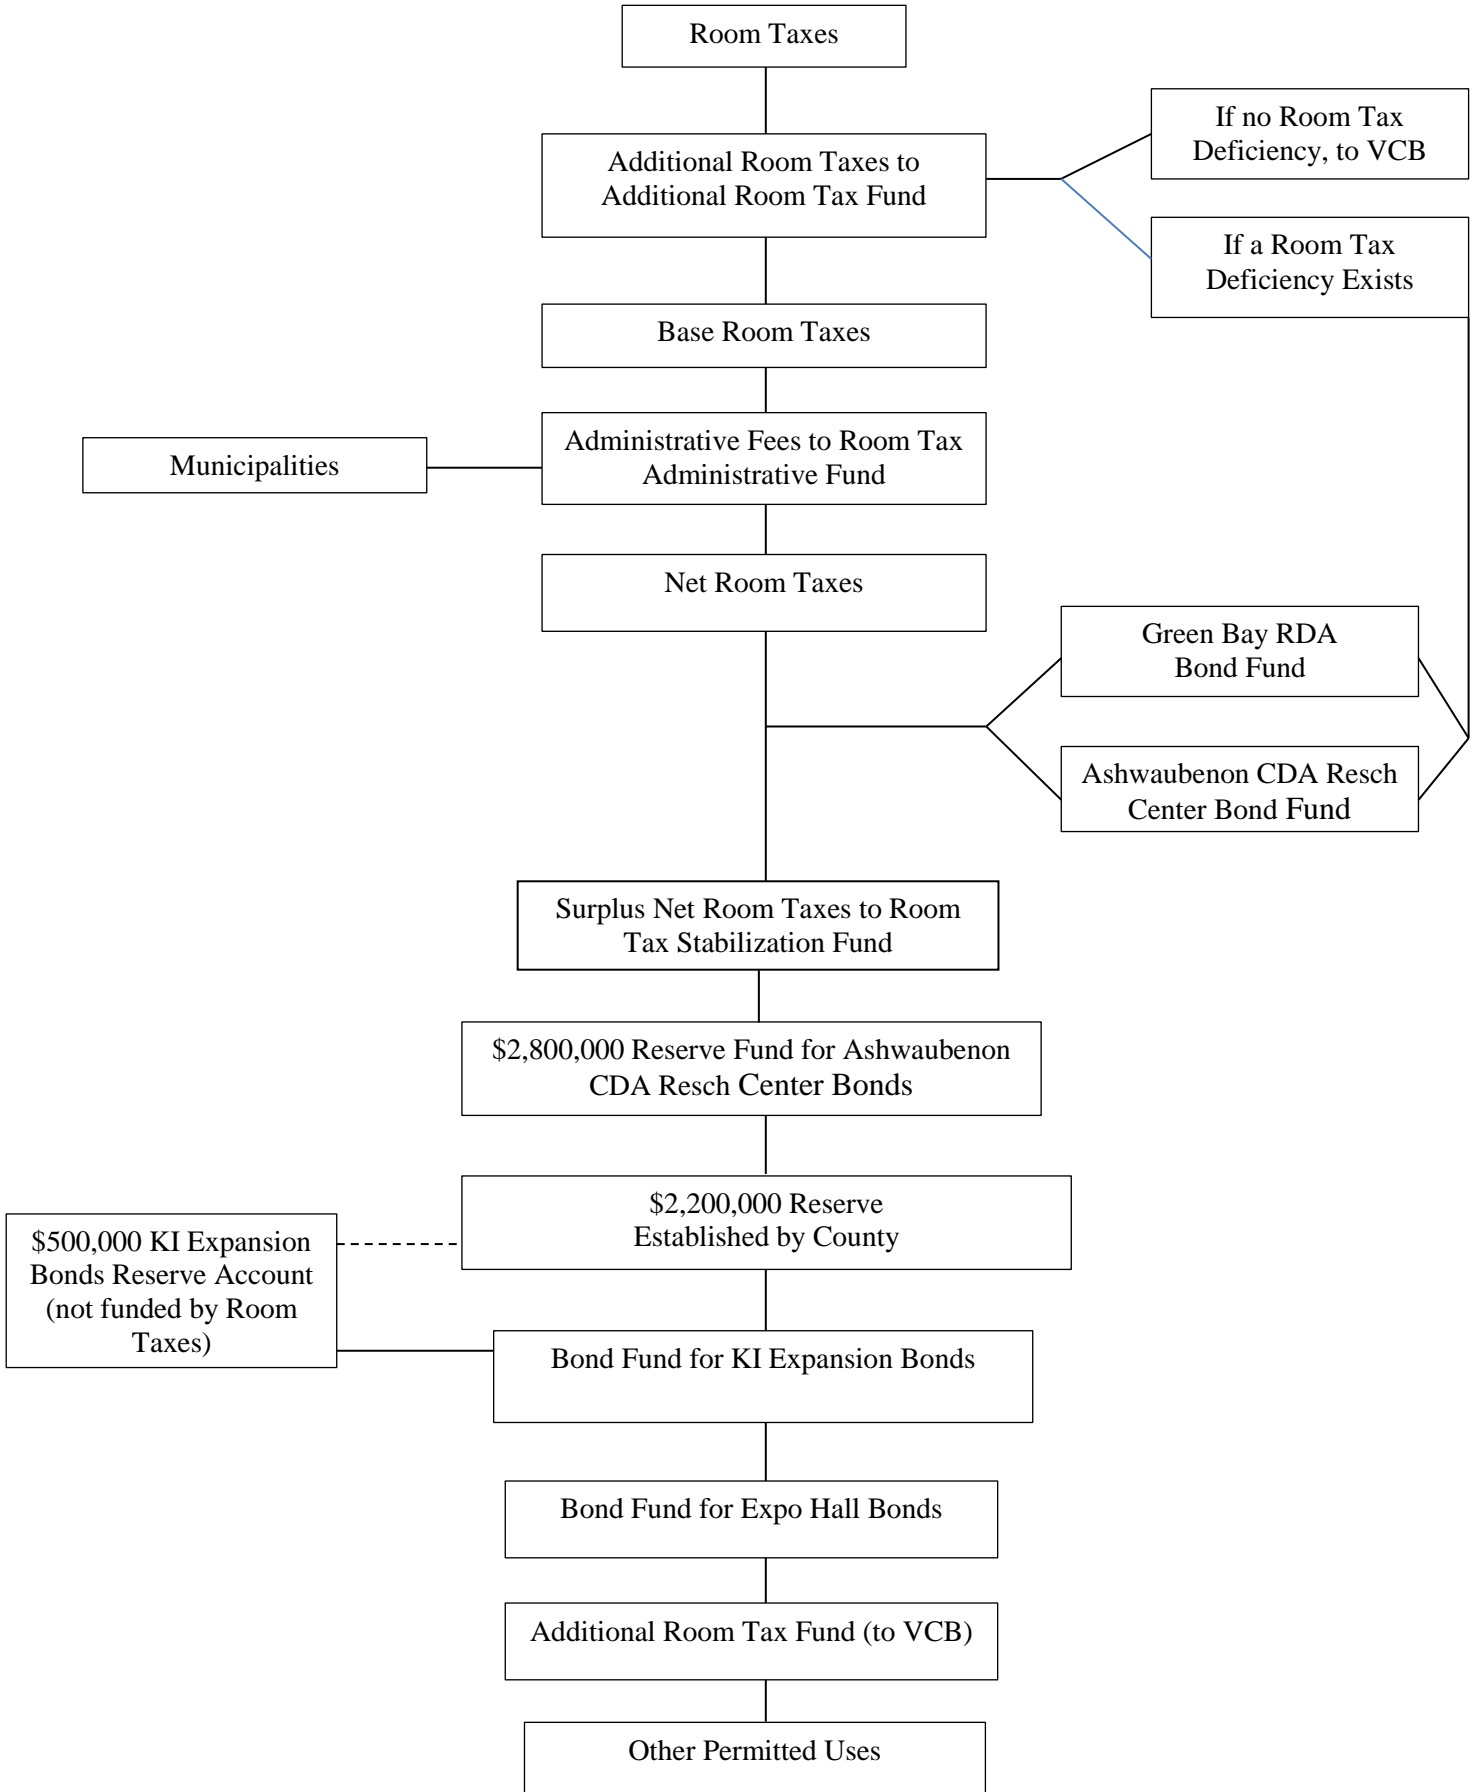 Room Taxes
If no Room Tax
Deficiency, to VCB
Additional Room Taxes to
Additional Room Tax Fund
If a Room Tax
Deficiency Exists
Base Room Taxes
Administrative Fees to Room Tax
Administrative Fund
Municipalities
Net Room Taxes
Green Bay RDA
Bond Fund
Ashwaubenon CDA Resch
Center Bond Fund
Surplus Net Room Taxes to Room
Tax Stabilization Fund
$2,800,000 Reserve Fund for Ashwaubenon
CDA Resch Center Bonds
$2,200,000 Reserve
Established by County
$500,000 KI Expansion
Bonds Reserve Account
(not funded by Room
Taxes)
Bond Fund for KI Expansion Bonds
Bond Fund for Expo Hall Bonds
Additional Room Tax Fund (to VCB)
Other Permitted Uses